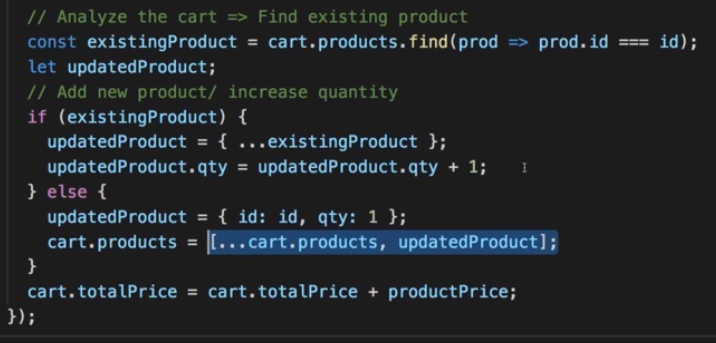 // Analyze the cart => Find existing product
const existingProduct = cart.products.find(prod => prod.id === id);
let updatedProduct;
// Add new product/ increase quantity
if (existingProduct) {
updatedProduct = { ...existingProduct };
updatedProduct.qty = updatedProduct.qty + 1;
} else {
updatedProduct = { id: id, qty: 1 };
cart.products = [...cart.products, updatedProduct];
}
cart.totalPrice = cart.totalPrice + productPrice;
});